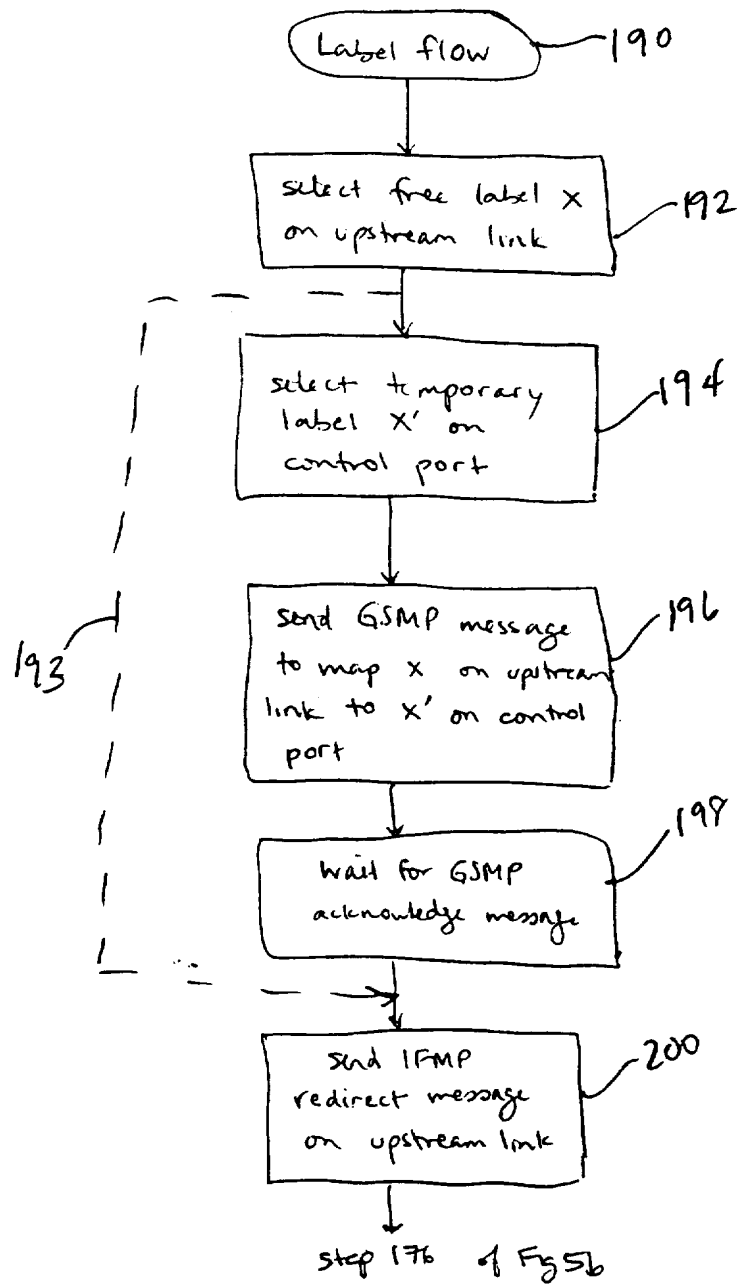 Label flow
190
select free label x
on upstream link
192
select temporary
label x' on
control port
194
send GSMP message
to map x on upstream
link to x' on control
port
196
193
wait for GSMP
acknowledge message
198
send IFMP
redirect message
on upstream link
200
step 176 of Fig 5b